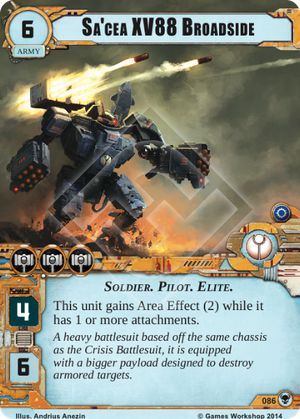 6
ARMY
Sa'cea XV88 Broadside
Soldier. Pilot. Elite.
4
This unit gains Area Effect (2) while it
has 1 or more attachments.
6
A heavy battlesuit based off the same chassis
as the Crisis Battlesuit, it is equipped
with a bigger payload designed to destroy
armored targets.
086
Illus. Andrius Anezin
© Games Workshop 2014